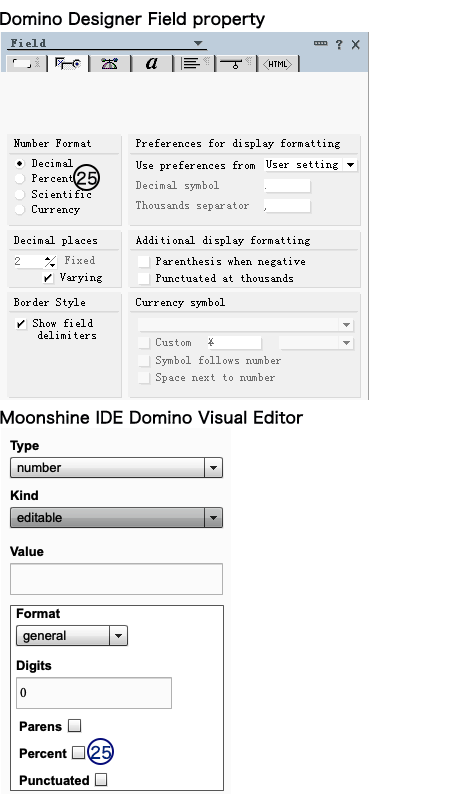 Domino Designer Field property
Field
? X
a
<HTML>
Number Format
Decimal
Percent 25
Scientific
Currency
Preferences for display formatting
Use preferences from User setting
Decimal symbol .
Thousands separator ,
Decimal places
2 Fixed
Varying
Additional display formatting
Parenthesis when negative
Punctuated at thousands
Border Style
Show field
delimiters
Currency symbol
Custom ¥
Symbol follows number
Space next to number
Moonshine IDE Domino Visual Editor
Type
number
Kind
editable
Value
Format
general
Digits
0
Parens
Percent 25
Punctuated